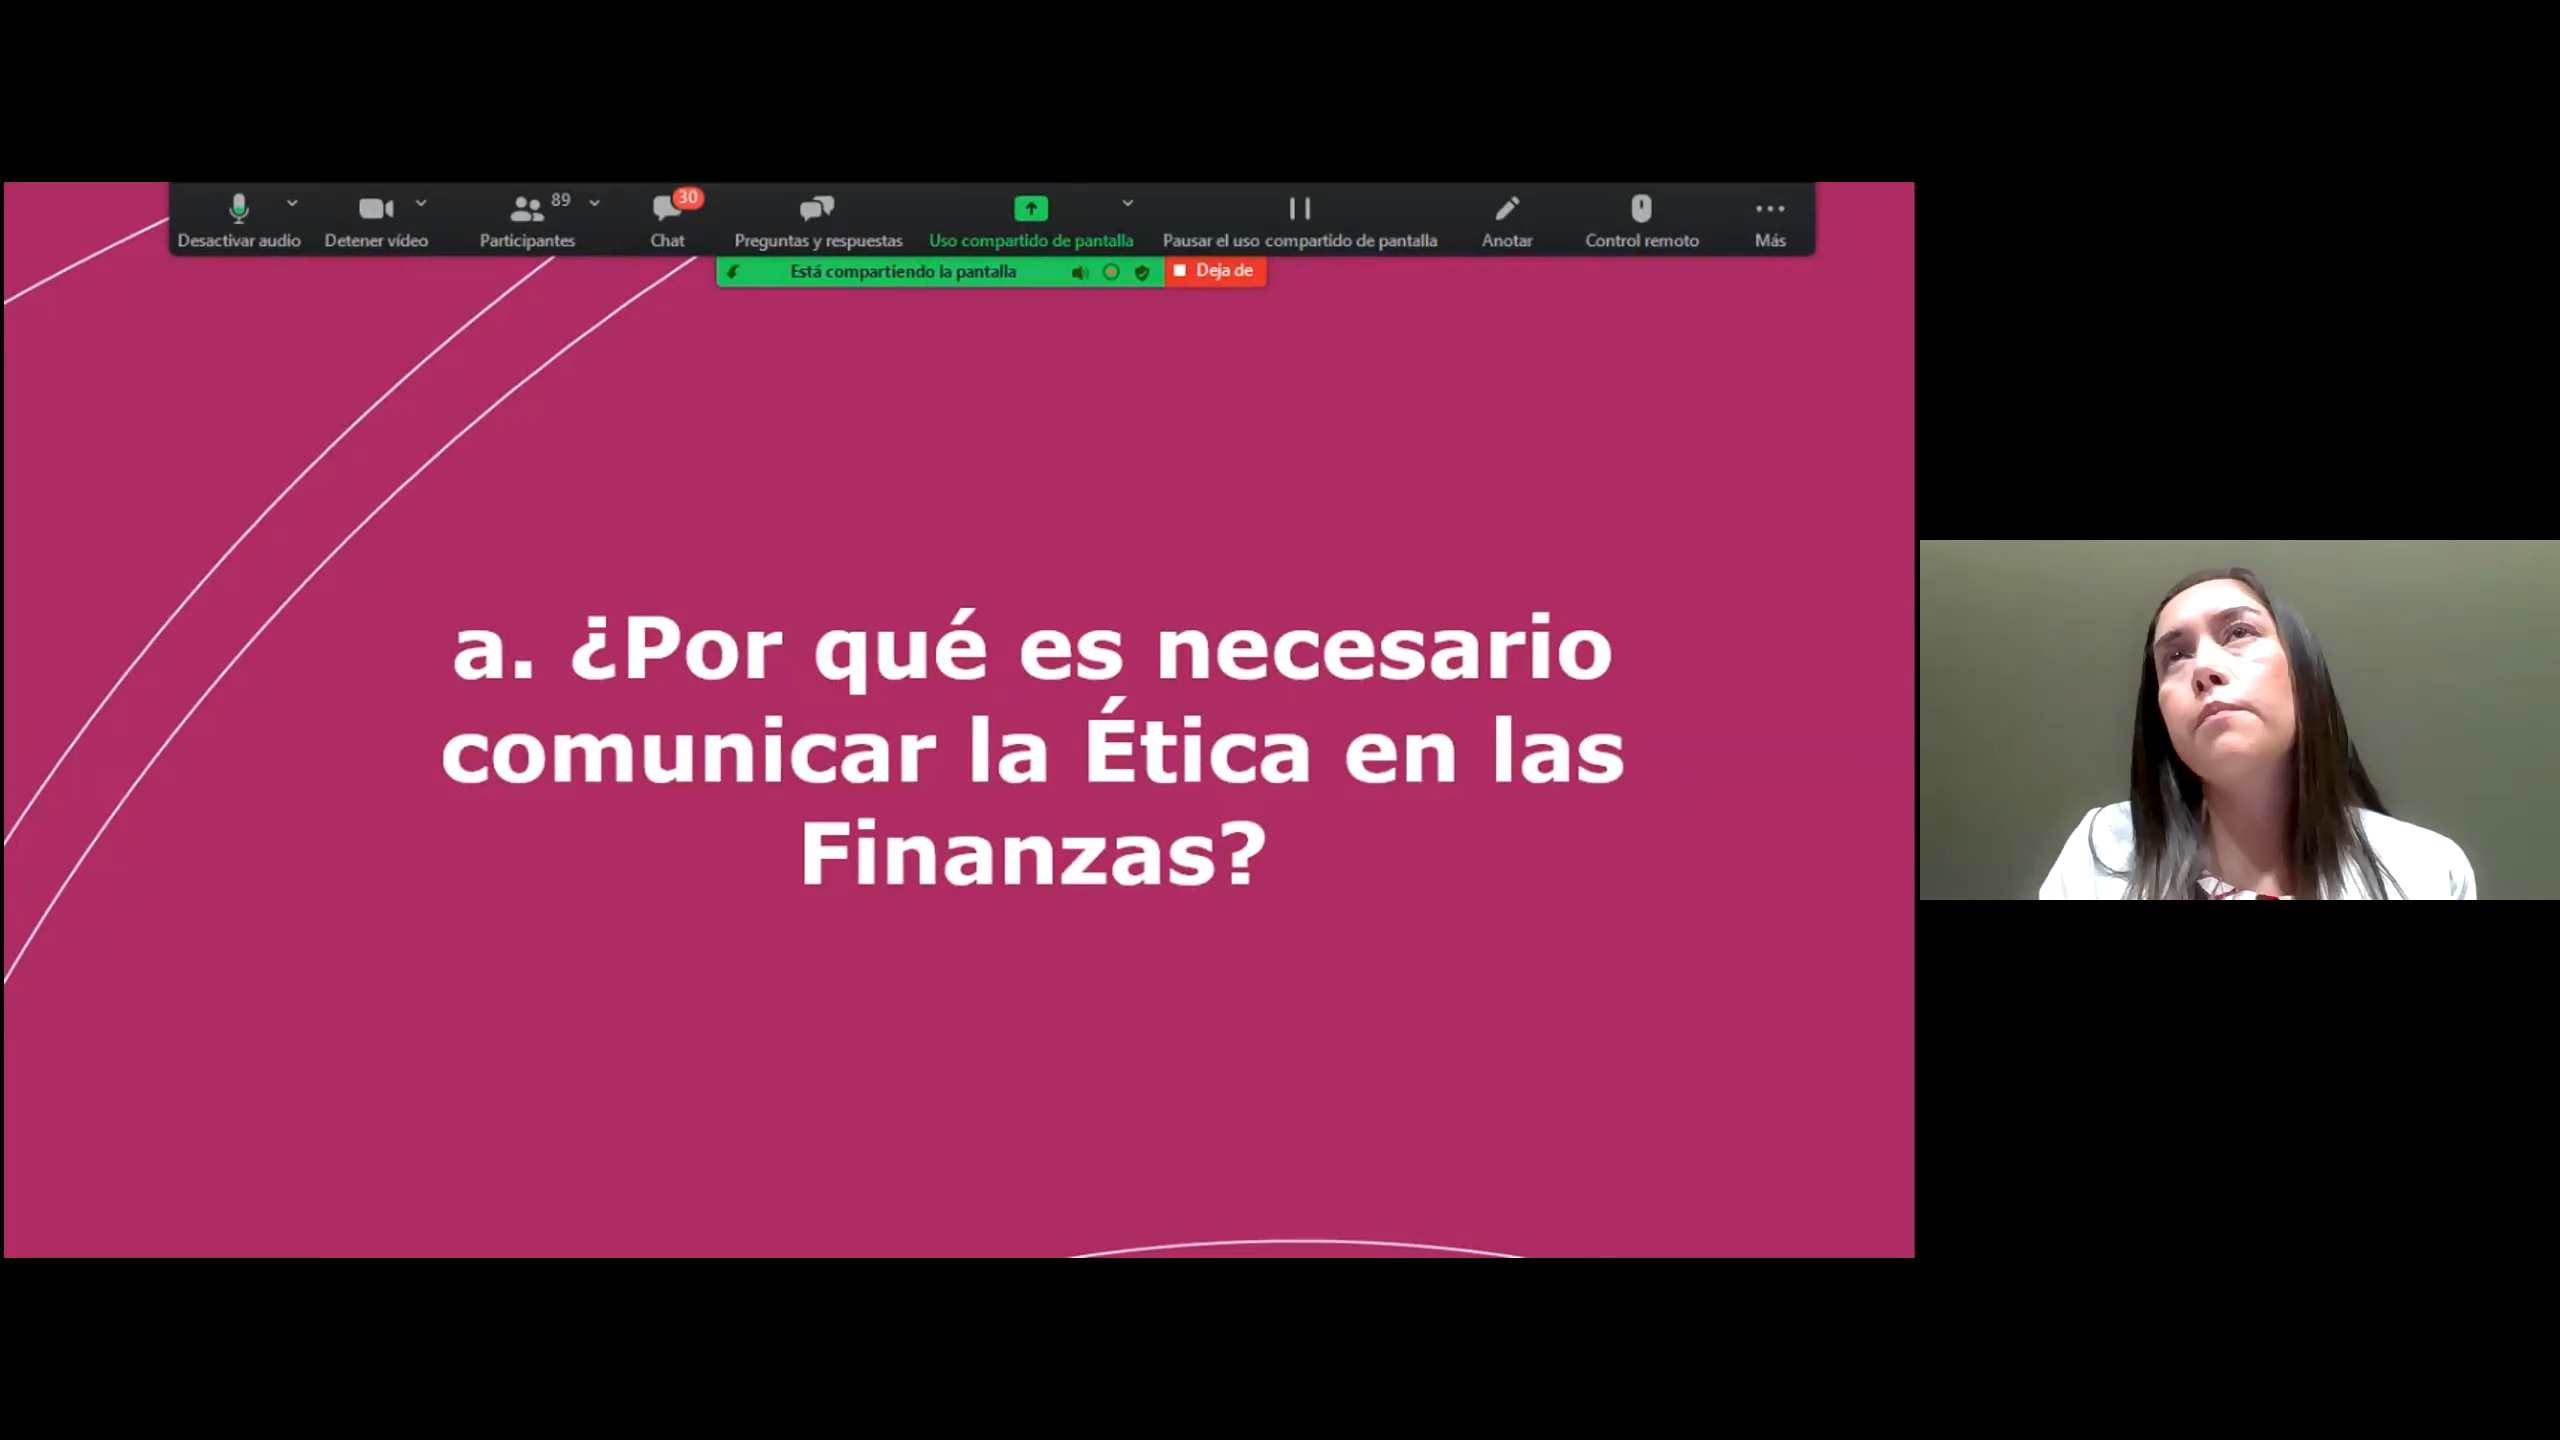 89
30
Desactivar audio
Detener vídeo
Participantes
Chat
Preguntas y respuestas
Uso compartido de pantalla
Pausar el uso compartido de pantalla
Anotar
Control remoto
Más
Está compartiendo la pantalla
Deja de
a. ¿Por qué es necesario
comunicar la Ética en las
Finanzas?